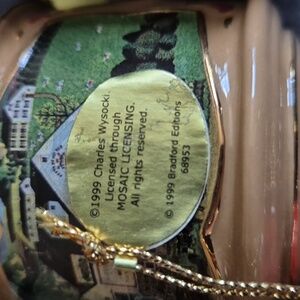 ©1999 Charles Wysocki.
Licensed through
MOSAIC LICENSING.
All rights reserved.
© 1999 Bradford Editions
68953